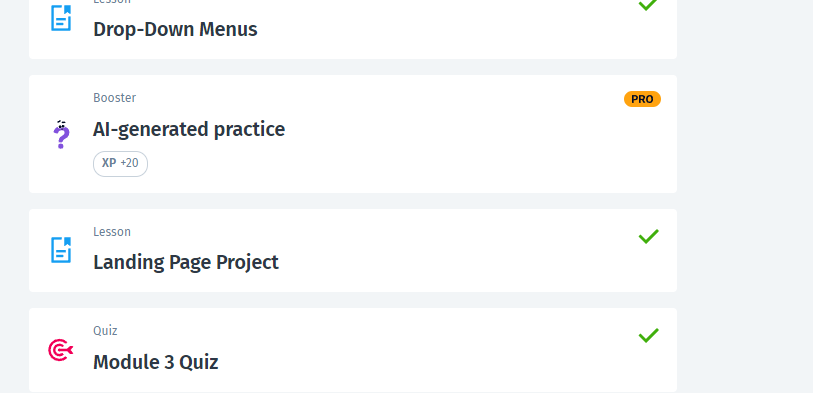 Lesson
Drop-Down Menus
Booster
PRO
AI-generated practice
XP +20
Lesson
Landing Page Project
Quiz
Module 3 Quiz